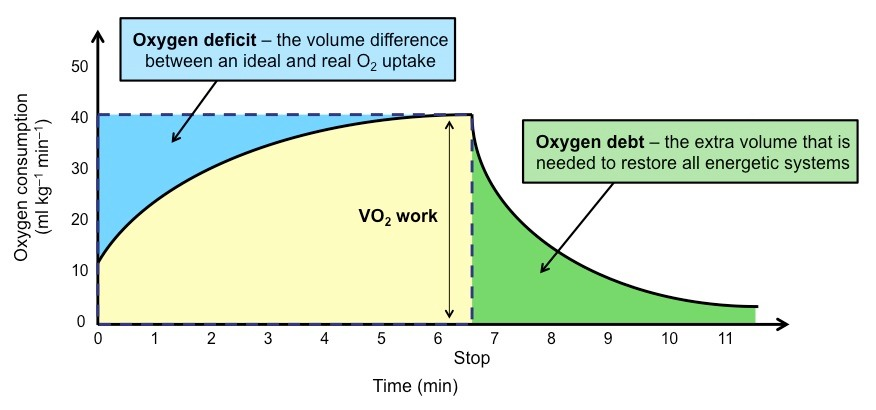 Oxygen deficit – the volume difference
between an ideal and real O₂ uptake
Oxygen debt – the extra volume that is
needed to restore all energetic systems
VO₂ work
Oxygen consumption
(ml kg⁻¹ min⁻¹)
50
40
30
20
10
0
0 1 2 3 4 5 6 7 8 9 10 11
Stop
Time (min)